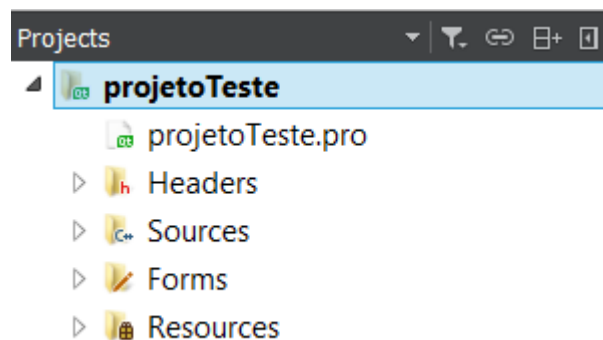 Projects
projetoTeste
projetoTeste.pro
Headers
Sources
Forms
Resources